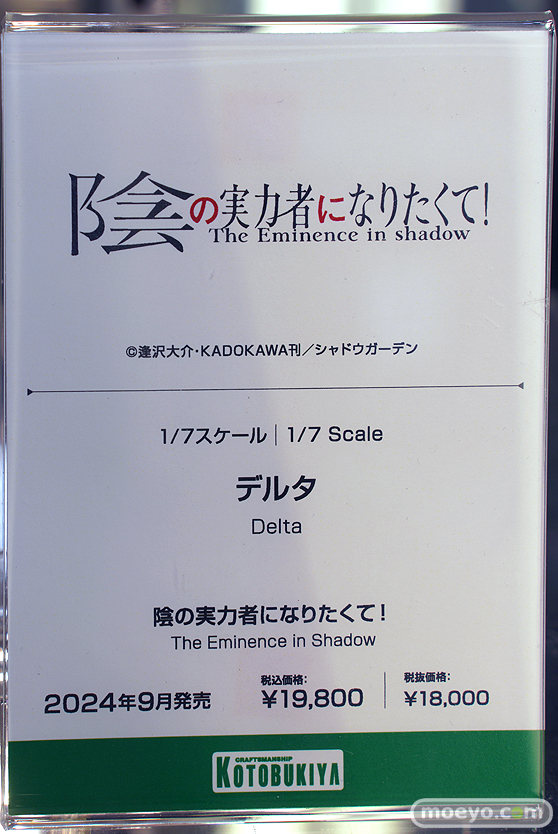 陰の実力者になりたくて!
The Eminence in shadow
©逢沢大介・KADOKAWA刊／シャドウガーデン
1/7スケール｜1/7 Scale
デルタ
Delta
陰の実力者になりたくて!
The Eminence in Shadow
2024年9月発売
税込価格:
¥19,800
税抜価格:
¥18,000
CRAFTSMANSHIP
KOTOBUKIYA
moeyo.com